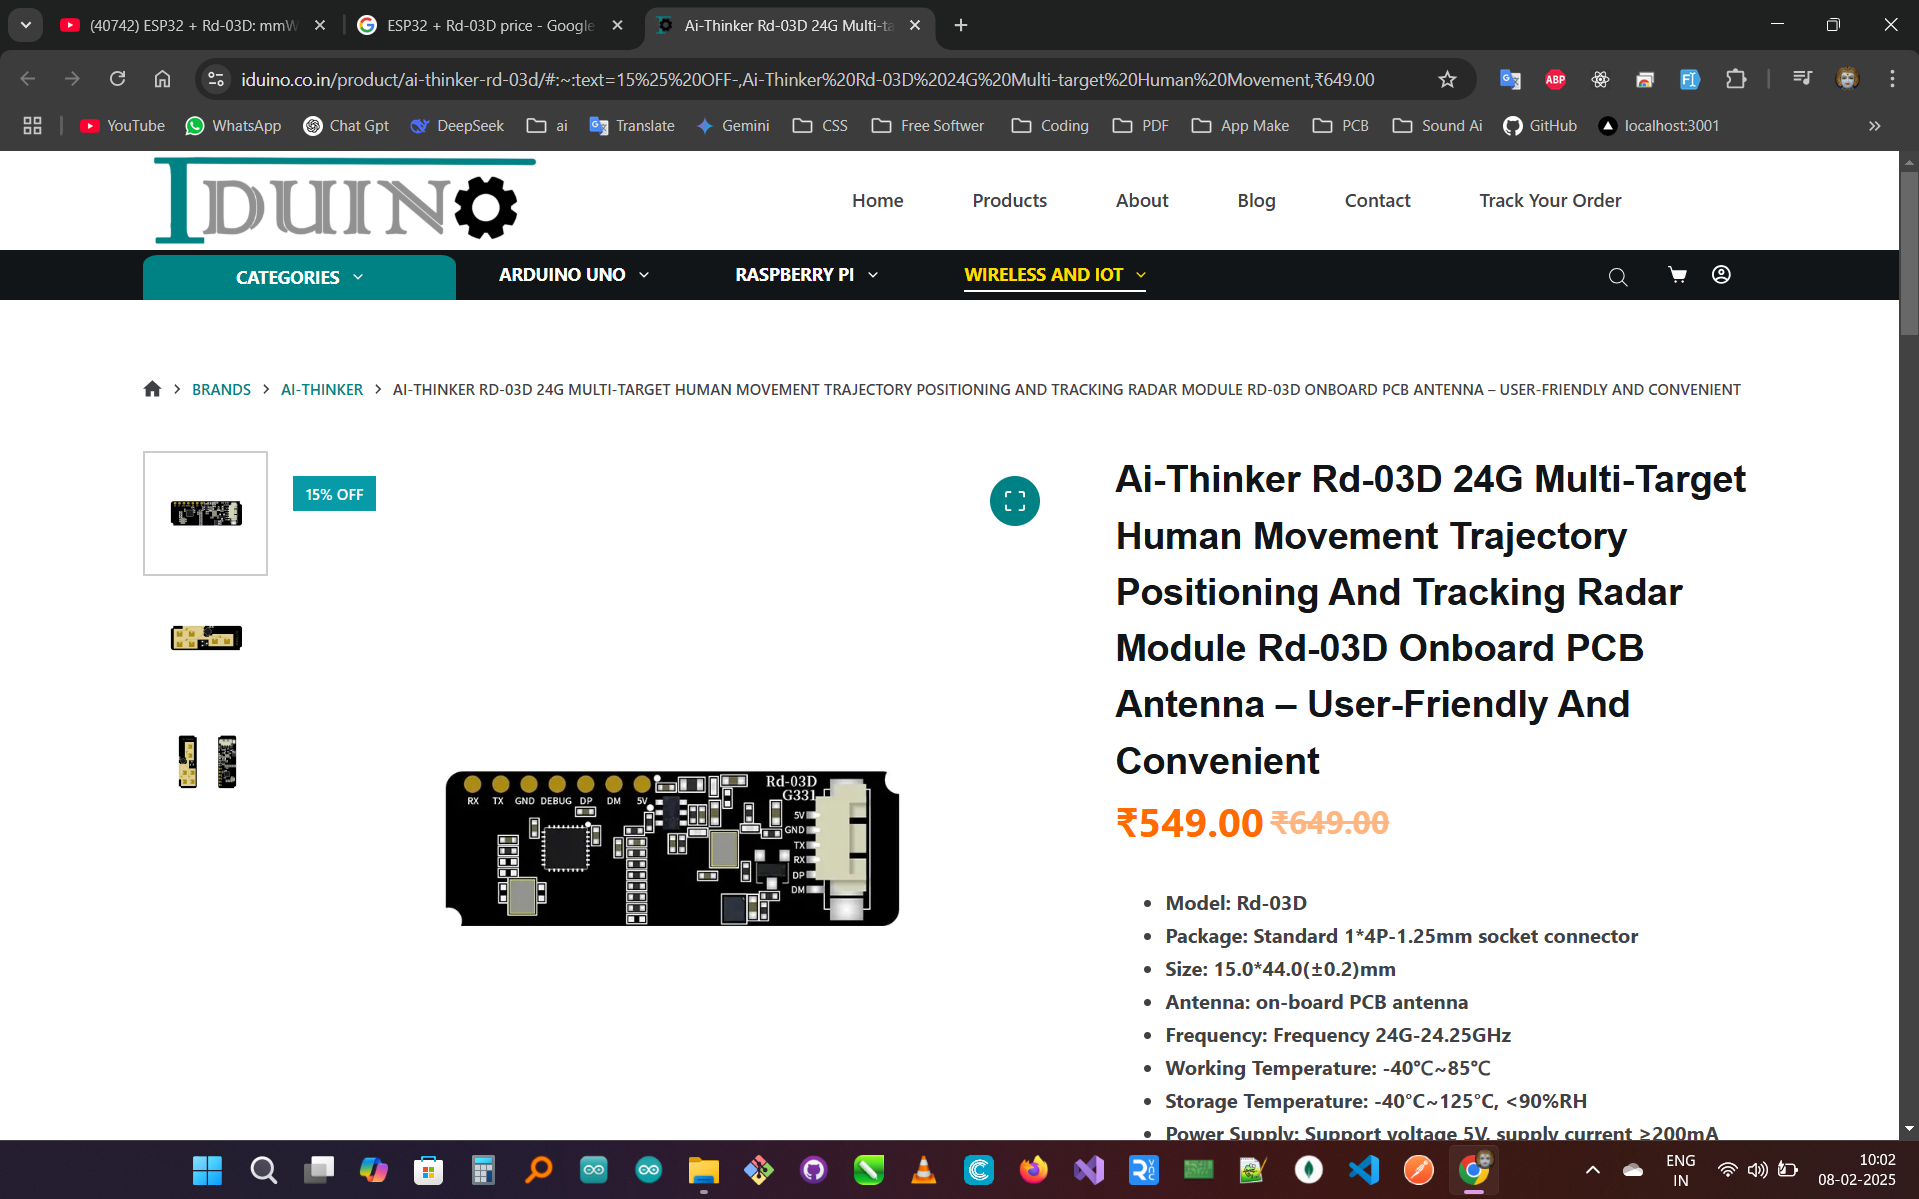 (40742) ESP32 + Rd-03D: mmW
ESP32 + Rd-03D price - Google
Ai-Thinker Rd-03D 24G Multi-ta
iduino.co.in/product/ai-thinker-rd-03d/#:~:text=15%25%20OFF-,Ai-Thinker%20Rd-03D%2024G%20Multi-target%20Human%20Movement,₹649.00
ABP
YouTube
WhatsApp
Chat Gpt
DeepSeek
ai
Translate
Gemini
CSS
Free Softwer
Coding
PDF
App Make
PCB
Sound Ai
GitHub
localhost:3001
IDUINO
Home
Products
About
Blog
Contact
Track Your Order
CATEGORIES
ARDUINO UNO
RASPBERRY PI
WIRELESS AND IOT
BRANDS
AI-THINKER
AI-THINKER RD-03D 24G MULTI-TARGET HUMAN MOVEMENT TRAJECTORY POSITIONING AND TRACKING RADAR MODULE RD-03D ONBOARD PCB ANTENNA – USER-FRIENDLY AND CONVENIENT
15% OFF
Rd-03D
G331
RX TX GND DEBUG DP DM 5V
5V
GND
TX
RX
DP
DM
Ai-Thinker Rd-03D 24G Multi-Target
Human Movement Trajectory
Positioning And Tracking Radar
Module Rd-03D Onboard PCB
Antenna – User-Friendly And
Convenient
₹549.00 ₹649.00
Model: Rd-03D
Package: Standard 1*4P-1.25mm socket connector
Size: 15.0*44.0(±0.2)mm
Antenna: on-board PCB antenna
Frequency: Frequency 24G-24.25GHz
Working Temperature: -40℃~85℃
Storage Temperature: -40°C~125°C, <90%RH
Power Supply: Support voltage 5V, supply current ≥200mA
ENG
IN
10:02
08-02-2025